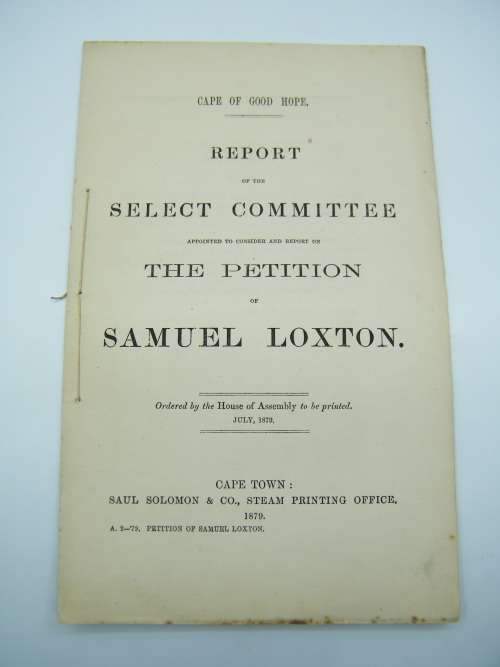 CAPE OF GOOD HOPE.
REPORT
OF THE
SELECT COMMITTEE
APPOINTED TO CONSIDER AND REPORT ON
THE PETITION
OF
SAMUEL LOXTON.
Ordered by the House of Assembly to be printed.
JULY, 1879.
CAPE TOWN:
SAUL SOLOMON & CO., STEAM PRINTING OFFICE.
1879.
A. 2—'79. PETITION OF SAMUEL LOXTON.